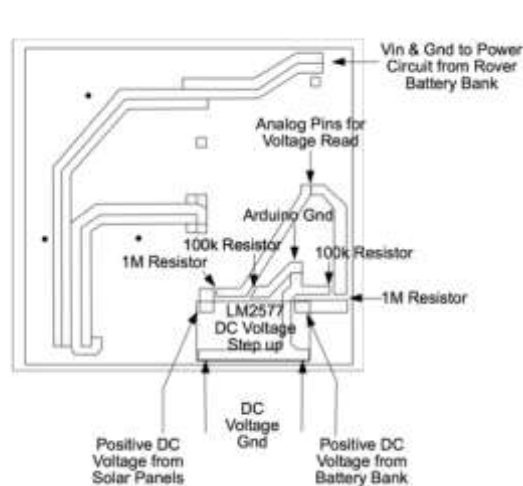 Vin & Gnd to Power
Circuit from Rover
Battery Bank
Analog Pins for
Voltage Read
Arduino Gnd
100k Resistor
100k Resistor
1M Resistor
1M Resistor
LM2577
DC Voltage
Step up
DC
Voltage
Gnd
Positive DC
Voltage from
Solar Panels
Positive DC
Voltage from
Battery Bank